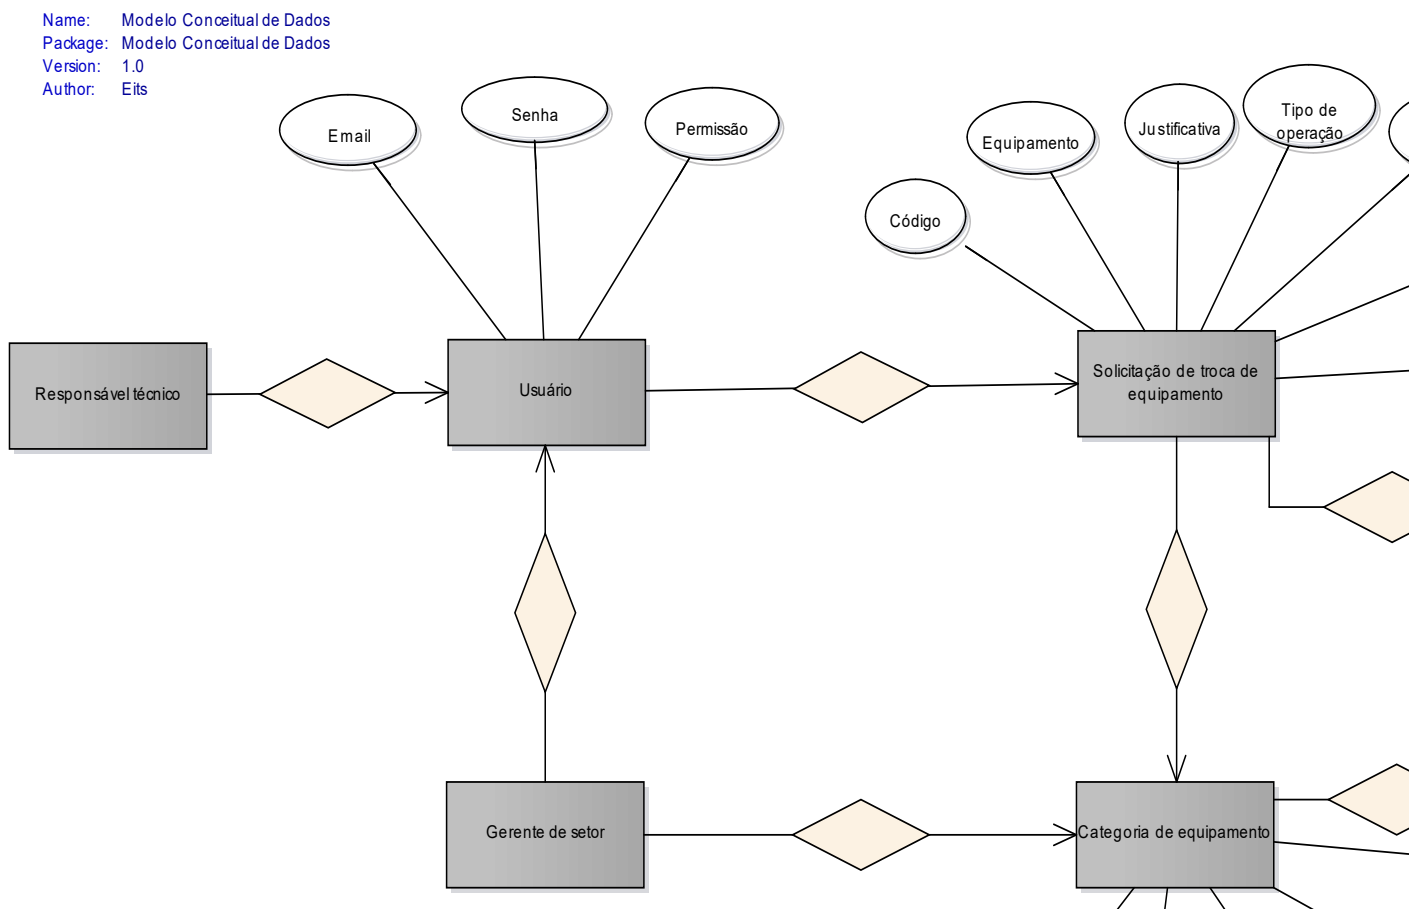 Name: Modelo Conceitual de Dados
Package: Modelo Conceitual de Dados
Version: 1.0
Author: Eits
Email
Senha
Permissão
Código
Equipamento
Justificativa
Tipo de
operação
Responsável técnico
Usuário
Solicitação de troca de
equipamento
Gerente de setor
Categoria de equipamento